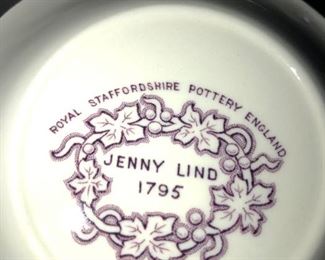 ROYAL STAFFORDSHIRE POTTERY ENGLAND
JENNY LIND
1795